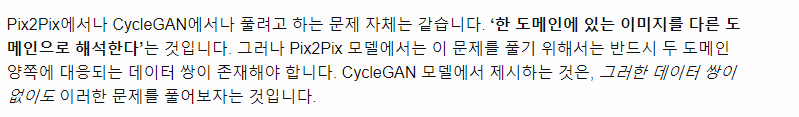 Pix2Pix에서나 CycleGAN에서나 풀려고 하는 문제 자체는 같습니다. ‘한 도메인에 있는 이미지를 다른 도
메인으로 해석한다’는 것입니다. 그러나 Pix2Pix 모델에서는 이 문제를 풀기 위해서는 반드시 두 도메인
양쪽에 대응되는 데이터 쌍이 존재해야 합니다. CycleGAN 모델에서 제시하는 것은, 그러한 데이터 쌍이
없이도 이러한 문제를 풀어보자는 것입니다.